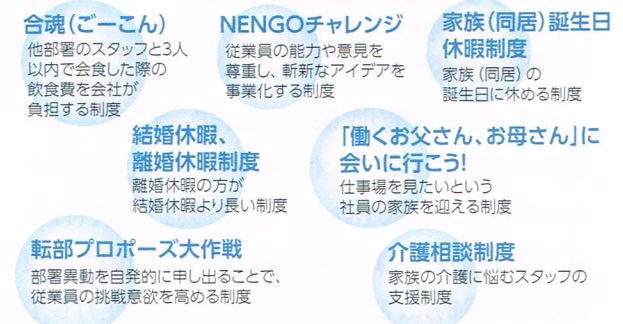 合魂(ごーこん)
他部署のスタッフと3人
以内で会食した際の
飲食費を会社が
負担する制度
NENGOチャレンジ
従業員の能力や意見を
尊重し、斬新なアイデアを
事業化する制度
家族(同居)誕生日
休暇制度
家族(同居)の
誕生日に休める制度
結婚休暇、
離婚休暇制度
離婚休暇の方が
結婚休暇より長い制度
「働くお父さん、お母さん」に
会いに行こう!
仕事場を見たいという
社員の家族を迎える制度
転部プロポーズ大作戦
部署異動を自発的に申し出ることで、
従業員の挑戦意欲を高める制度
介護相談制度
家族の介護に悩むスタッフの
支援制度